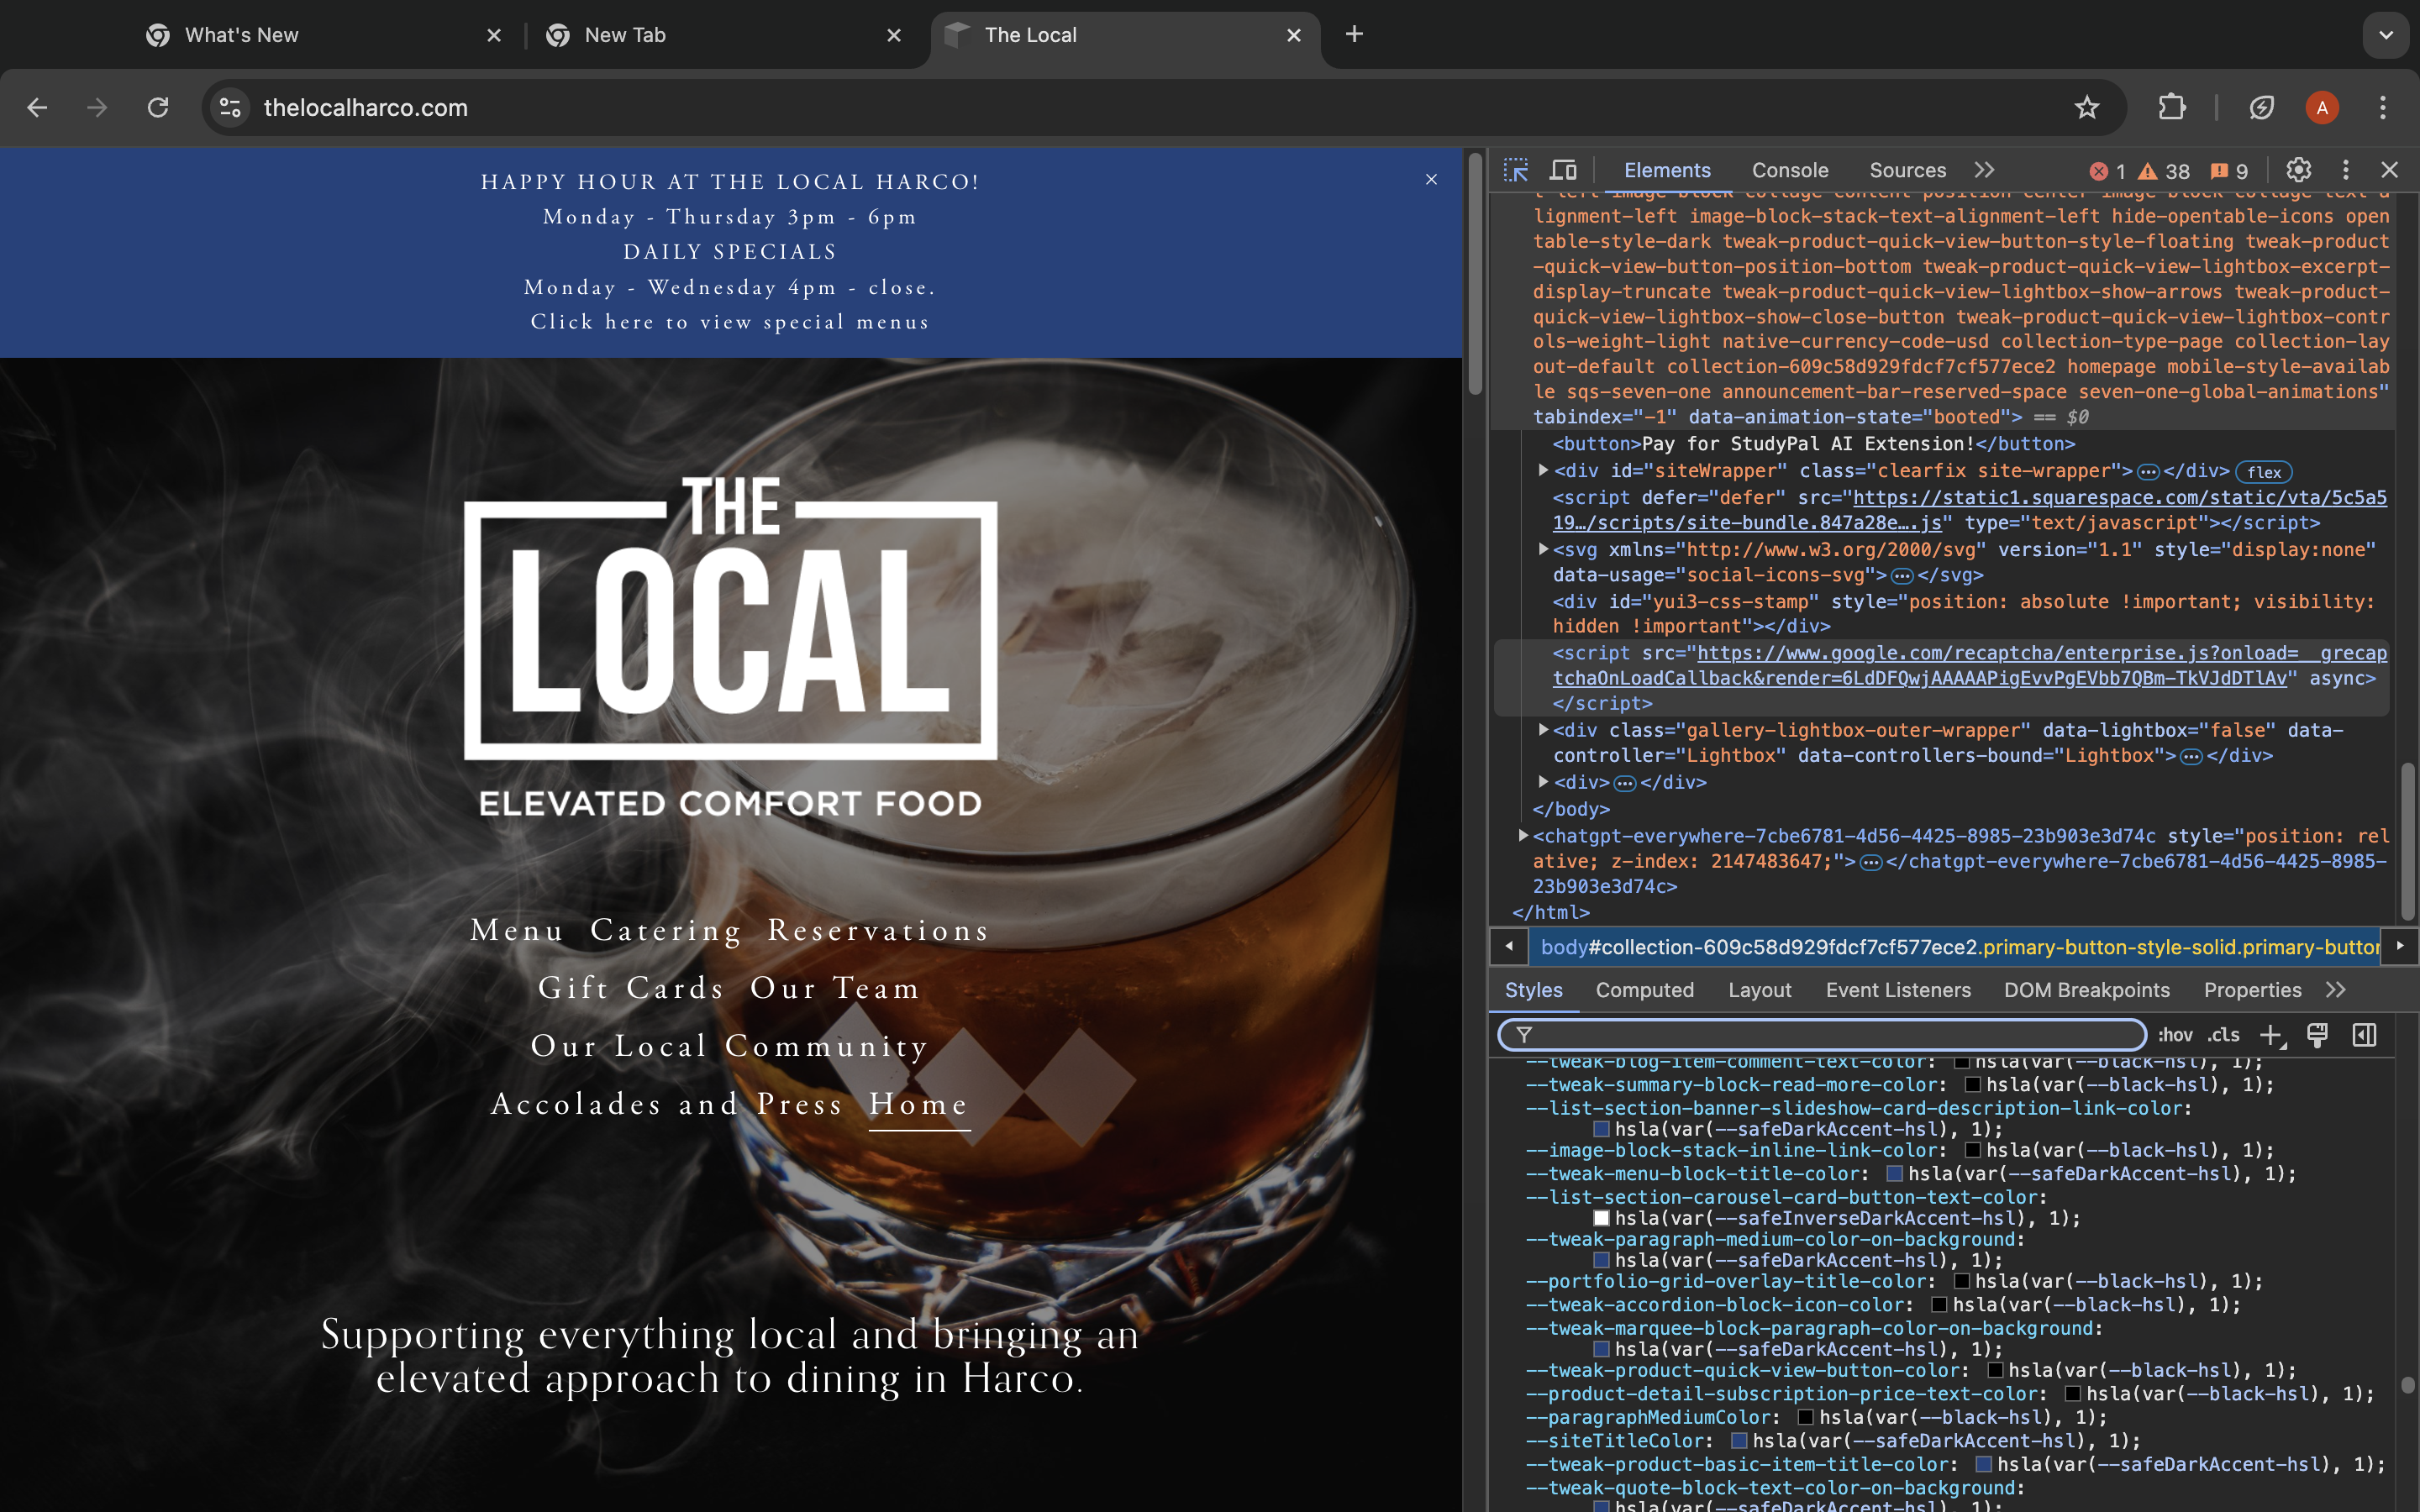 What's New
New Tab
The Local
thelocalharco.com
A
HAPPY HOUR AT THE LOCAL HARCO!
Monday - Thursday 3pm - 6pm
DAILY SPECIALS
Monday - Wednesday 4pm - close.
Click here to view special menus
THE
LOCAL
ELEVATED COMFORT FOOD
Menu Catering Reservations
Gift Cards Our Team
Our Local Community
Accolades and Press Home
Supporting everything local and bringing an
elevated approach to dining in Harco.
Elements Console Sources 1 38 9
t-left image-block-collage-content-position-center image-block-collage-text-a
lignment-left image-block-stack-text-alignment-left hide-opentable-icons open
table-style-dark tweak-product-quick-view-button-style-floating tweak-product
-quick-view-button-position-bottom tweak-product-quick-view-lightbox-excerpt-
display-truncate tweak-product-quick-view-lightbox-show-arrows tweak-product-
quick-view-lightbox-show-close-button tweak-product-quick-view-lightbox-contr
ols-weight-light native-currency-code-usd collection-type-page collection-lay
out-default collection-609c58d929fdcf7cf577ece2 homepage mobile-style-availab
le sqs-seven-one announcement-bar-reserved-space seven-one-global-animations"
tabindex="-1" data-animation-state="booted"> == $0
<button>Pay for StudyPal AI Extension!</button>
<div id="siteWrapper" class="clearfix site-wrapper">…</div> flex
<script defer="defer" src="https://static1.squarespace.com/static/vta/5c5a5
19…/scripts/site-bundle.847a28e….js" type="text/javascript"></script>
<svg xmlns="http://www.w3.org/2000/svg" version="1.1" style="display:none"
data-usage="social-icons-svg">…</svg>
<div id="yui3-css-stamp" style="position: absolute !important; visibility:
hidden !important"></div>
<script src="https://www.google.com/recaptcha/enterprise.js?onload=__grecap
tchaOnLoadCallback&render=6LdDFQwjAAAAAPigEvvPgEVbb7QBm-TkVJdDTlAv" async>
</script>
<div class="gallery-lightbox-outer-wrapper" data-lightbox="false" data-
controller="Lightbox" data-controllers-bound="Lightbox">…</div>
<div>…</div>
</body>
<chatgpt-everywhere-7cbe6781-4d56-4425-8985-23b903e3d74c style="position: rel
ative; z-index: 2147483647;">…</chatgpt-everywhere-7cbe6781-4d56-4425-8985-
23b903e3d74c>
</html>
body#collection-609c58d929fdcf7cf577ece2.primary-button-style-solid.primary-button
Styles Computed Layout Event Listeners DOM Breakpoints Properties
:hov .cls
--tweak-blog-item-comment-text-color: hsla(var(--black-hsl), 1);
--tweak-summary-block-read-more-color: hsla(var(--black-hsl), 1);
--list-section-banner-slideshow-card-description-link-color:
hsla(var(--safeDarkAccent-hsl), 1);
--image-block-stack-inline-link-color: hsla(var(--black-hsl), 1);
--tweak-menu-block-title-color: hsla(var(--safeDarkAccent-hsl), 1);
--list-section-carousel-card-button-text-color:
hsla(var(--safeInverseDarkAccent-hsl), 1);
--tweak-paragraph-medium-color-on-background:
hsla(var(--safeDarkAccent-hsl), 1);
--portfolio-grid-overlay-title-color: hsla(var(--black-hsl), 1);
--tweak-accordion-block-icon-color: hsla(var(--black-hsl), 1);
--tweak-marquee-block-paragraph-color-on-background:
hsla(var(--safeDarkAccent-hsl), 1);
--tweak-product-quick-view-button-color: hsla(var(--black-hsl), 1);
--product-detail-subscription-price-text-color: hsla(var(--black-hsl), 1);
--paragraphMediumColor: hsla(var(--black-hsl), 1);
--siteTitleColor: hsla(var(--safeDarkAccent-hsl), 1);
--tweak-product-basic-item-title-color: hsla(var(--safeDarkAccent-hsl), 1);
--tweak-quote-block-text-color-on-background:
hsla(var(--safeDarkAccent-hsl), 1);